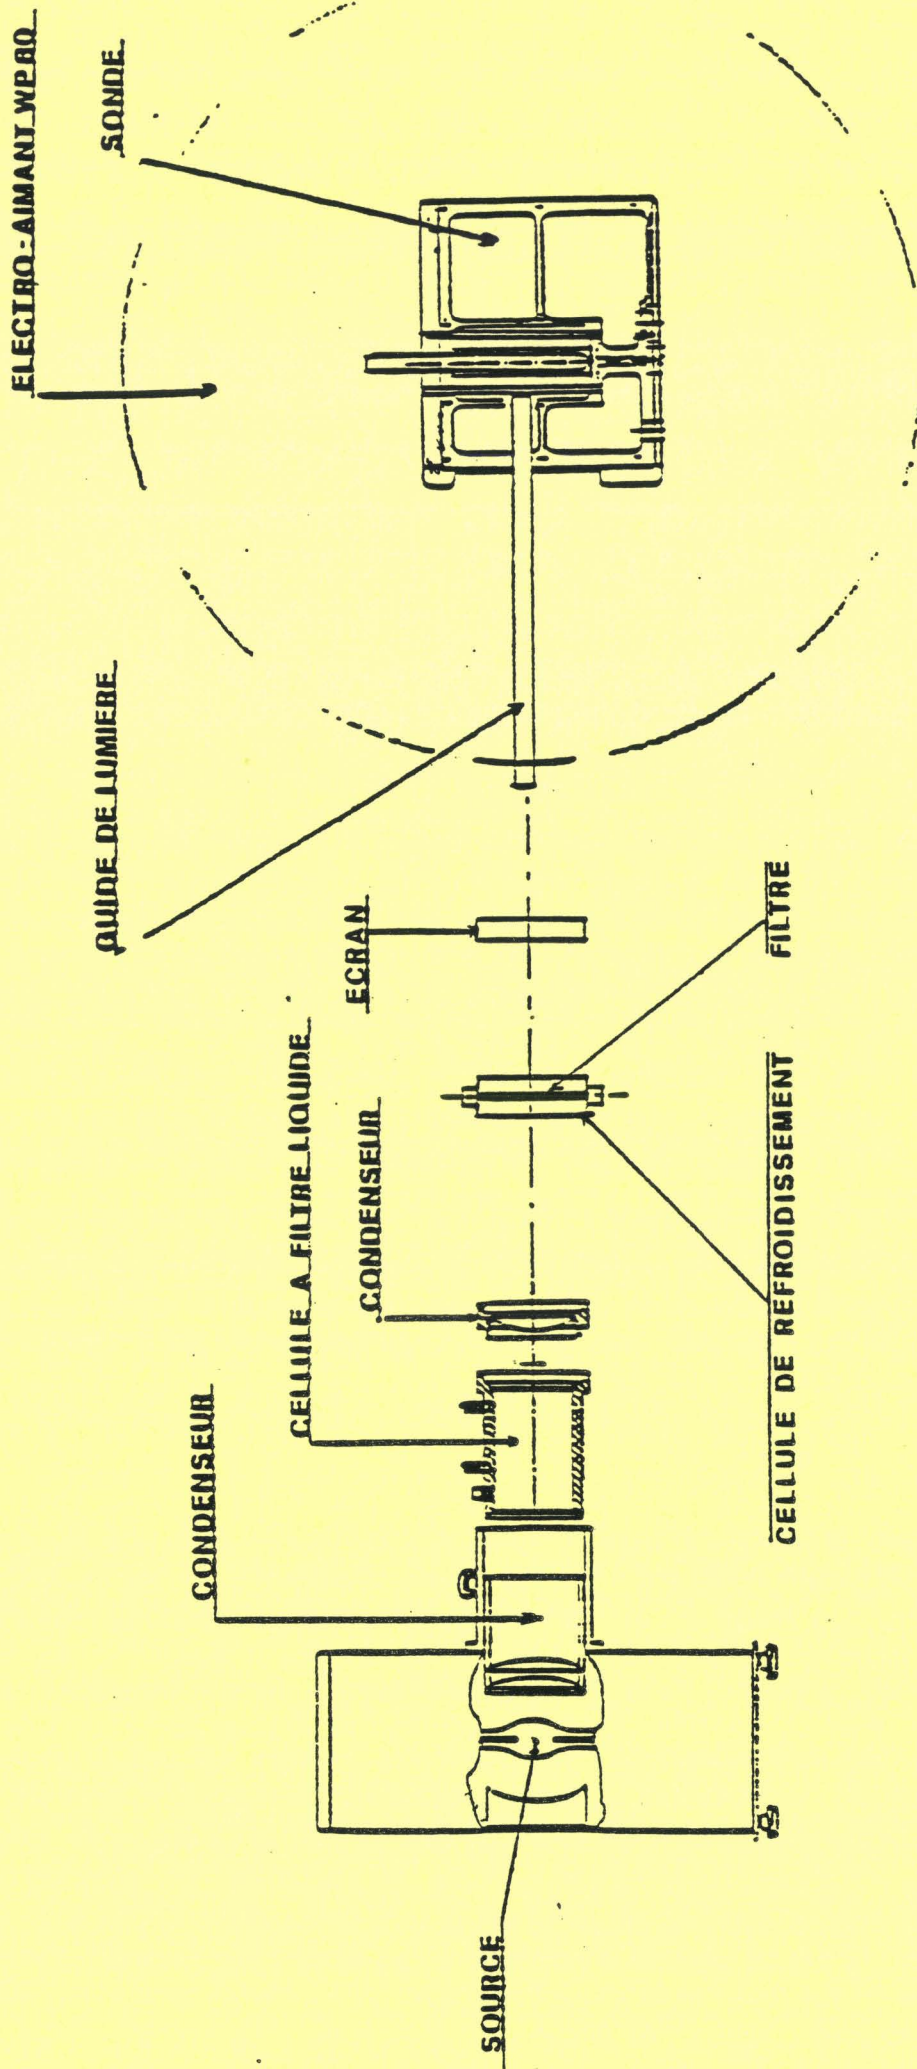 ELECTRO-AIMANT WP 80
SONDE
GUIDE DE LUMIERE
ECRAN
FILTRE
CELLULE A FILTRE LIQUIDE
CONDENSEUR
CELLULE DE REFROIDISSEMENT
CONDENSEUR
SOURCE